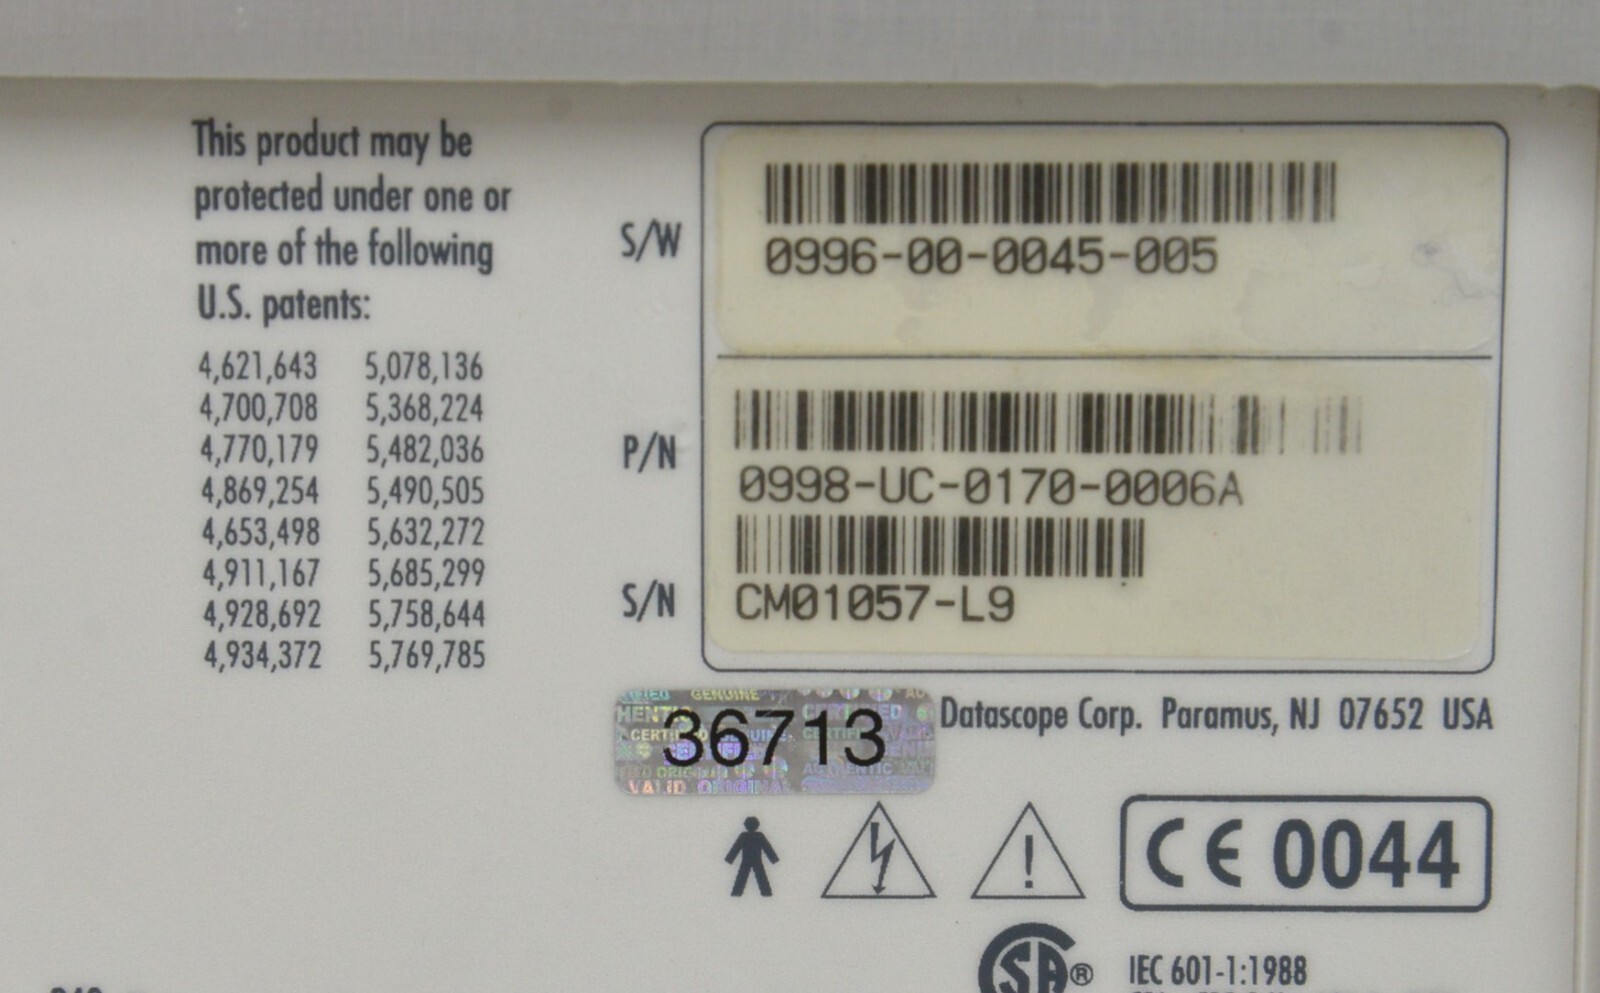 This product may be
protected under one or
more of the following
U.S. patents:
4,621,643 5,078,136
4,700,708 5,368,224
4,770,179 5,482,036
4,869,254 5,490,505
4,653,498 5,632,272
4,911,167 5,685,299
4,928,692 5,758,644
4,934,372 5,769,785
S/W
0996-00-0045-005
P/N
0998-UC-0170-0006A
S/N
CM01057-L9
GENUINE
36713
VALID ORIGINAL
Datascope Corp. Paramus, NJ 07652 USA
CE 0044
SA®
IEC 601-1:1988